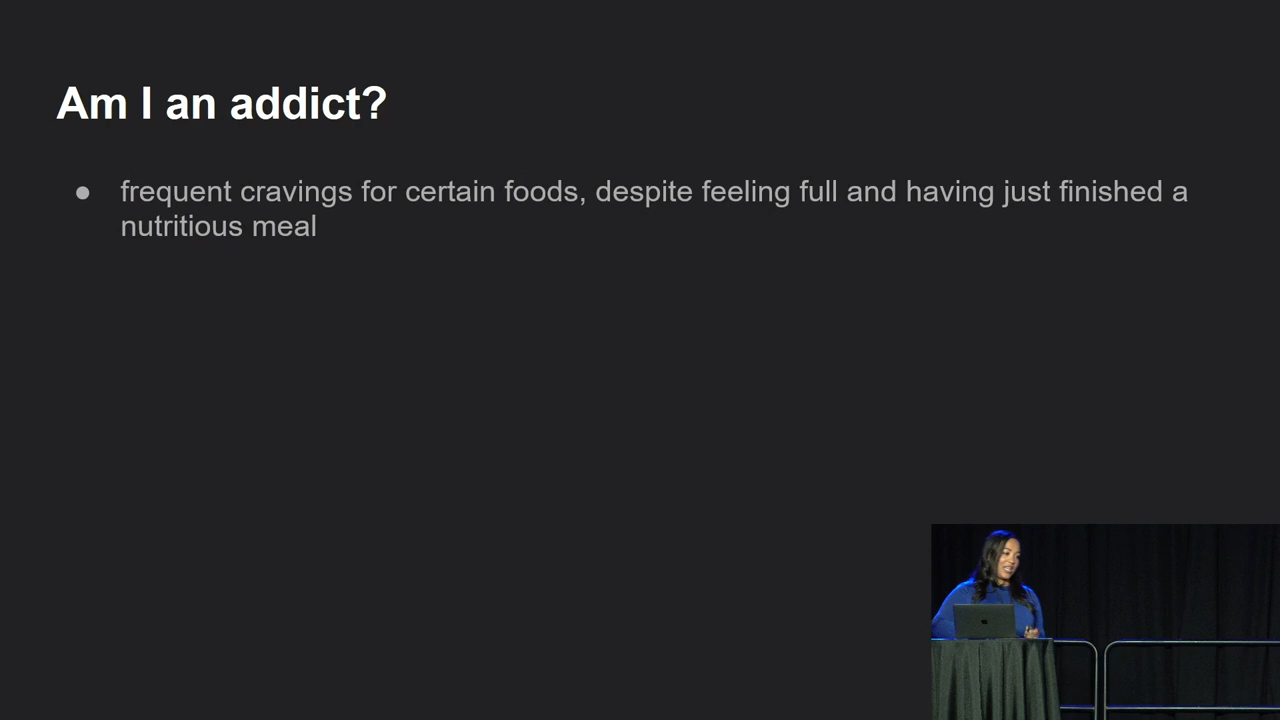 Am I an addict?
● frequent cravings for certain foods, despite feeling full and having just finished a
nutritious meal